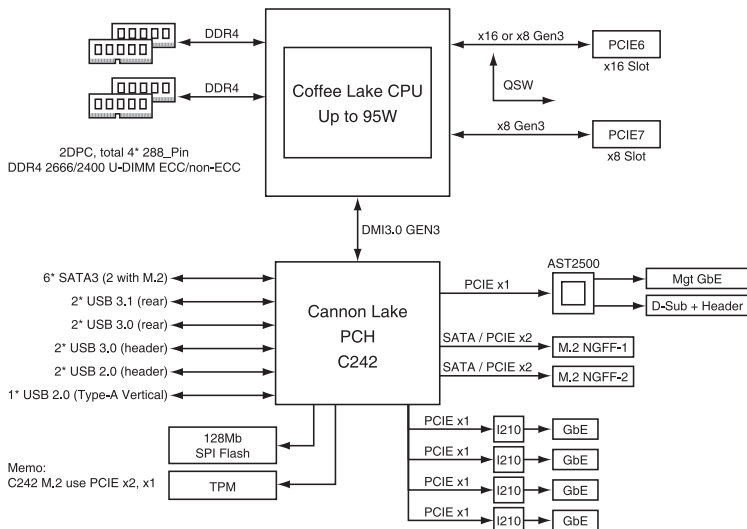 DDR4
DDR4
2DPC, total 4* 288_Pin
DDR4 2666/2400 U-DIMM ECC/non-ECC
Coffee Lake CPU
Up to 95W
x16 or x8 Gen3
PCIE6
x16 Slot
QSW
x8 Gen3
PCIE7
x8 Slot
DMI3.0 GEN3
6* SATA3 (2 with M.2)
2* USB 3.1 (rear)
2* USB 3.0 (rear)
2* USB 3.0 (header)
2* USB 2.0 (header)
1* USB 2.0 (Type-A Vertical)
Cannon Lake
PCH
C242
PCIE x1
AST2500
Mgt GbE
D-Sub + Header
SATA / PCIE x2
M.2 NGFF-1
SATA / PCIE x2
M.2 NGFF-2
128Mb
SPI Flash
TPM
Memo:
C242 M.2 use PCIE x2, x1
PCIE x1
I210
GbE
PCIE x1
I210
GbE
PCIE x1
I210
GbE
PCIE x1
I210
GbE